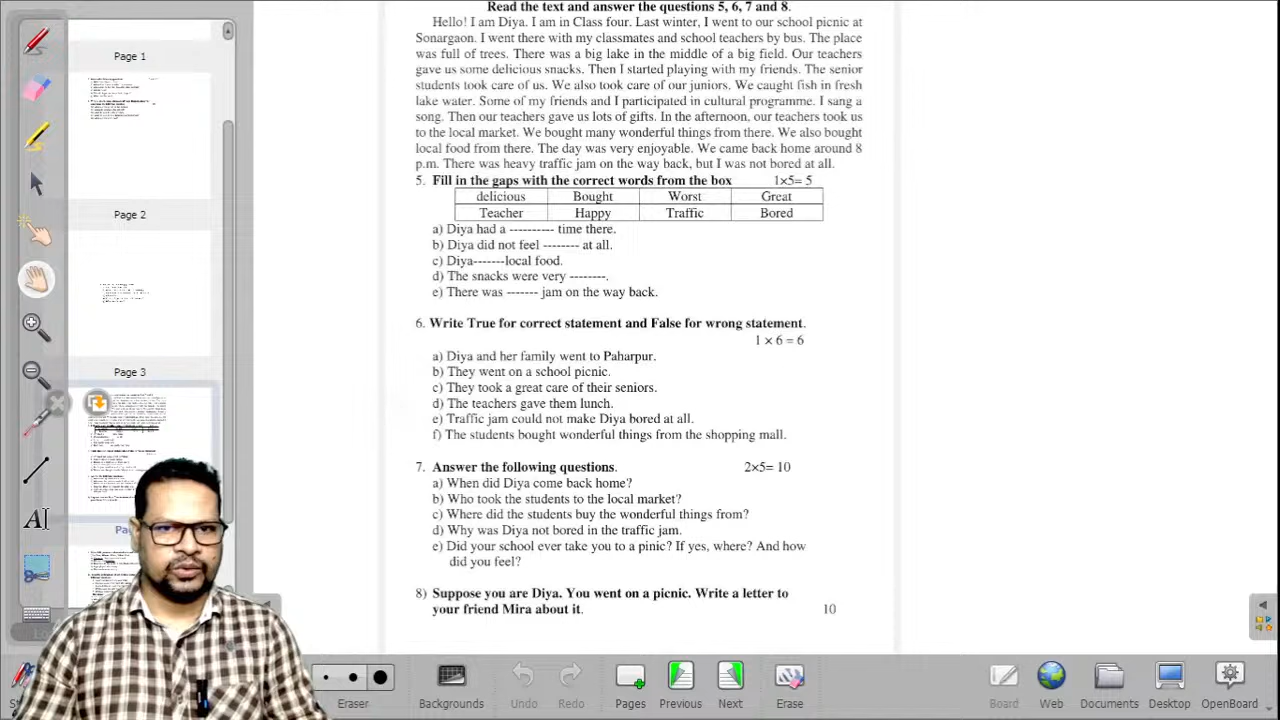 Page 1
Page 2
Page 3
Read the text and answer the questions 5, 6, 7 and 8.
Hello! I am Diya. I am in Class four. Last winter, I went to our school picnic at
Sonargaon. I went there with my classmates and school teachers by bus. The place
was full of trees. There was a big lake in the middle of a big field. Our teachers
gave us some delicious snacks. Then I started playing with my friends. The senior
students took care of us. We also took care of our juniors. We caught fish in fresh
lake water. Some of my friends and I participated in cultural programme. I sang a
song. Then our teachers gave us lots of gifts. In the afternoon, our teachers took us
to the local market. We bought many wonderful things from there. We also bought
local food from there. The day was very enjoyable. We came back home around 8
p.m. There was heavy traffic jam on the way back, but I was not bored at all.
5. Fill in the gaps with the correct words from the box 1×5= 5
delicious Bought Worst Great
Teacher Happy Traffic Bored
a) Diya had a ---------- time there.
b) Diya did not feel -------- at all.
c) Diya-------local food.
d) The snacks were very --------.
e) There was ------- jam on the way back.
6. Write True for correct statement and False for wrong statement.
1 × 6 = 6
a) Diya and her family went to Paharpur.
b) They went on a school picnic.
c) They took a great care of their seniors.
d) The teachers gave them lunch.
e) Traffic jam could not make Diya bored at all.
f) The students bought wonderful things from the shopping mall.
7. Answer the following questions. 2×5= 10
a) When did Diya come back home?
b) Who took the students to the local market?
c) Where did the students buy the wonderful things from?
d) Why was Diya not bored in the traffic jam.
e) Did your school ever take you to a pinic? If yes, where? And how
did you feel?
8) Suppose you are Diya. You went on a picnic. Write a letter to
your friend Mira about it. 10
Eraser
Backgrounds
Undo
Redo
Pages
Previous
Next
Erase
Board
Web
Documents
Desktop
OpenBoard